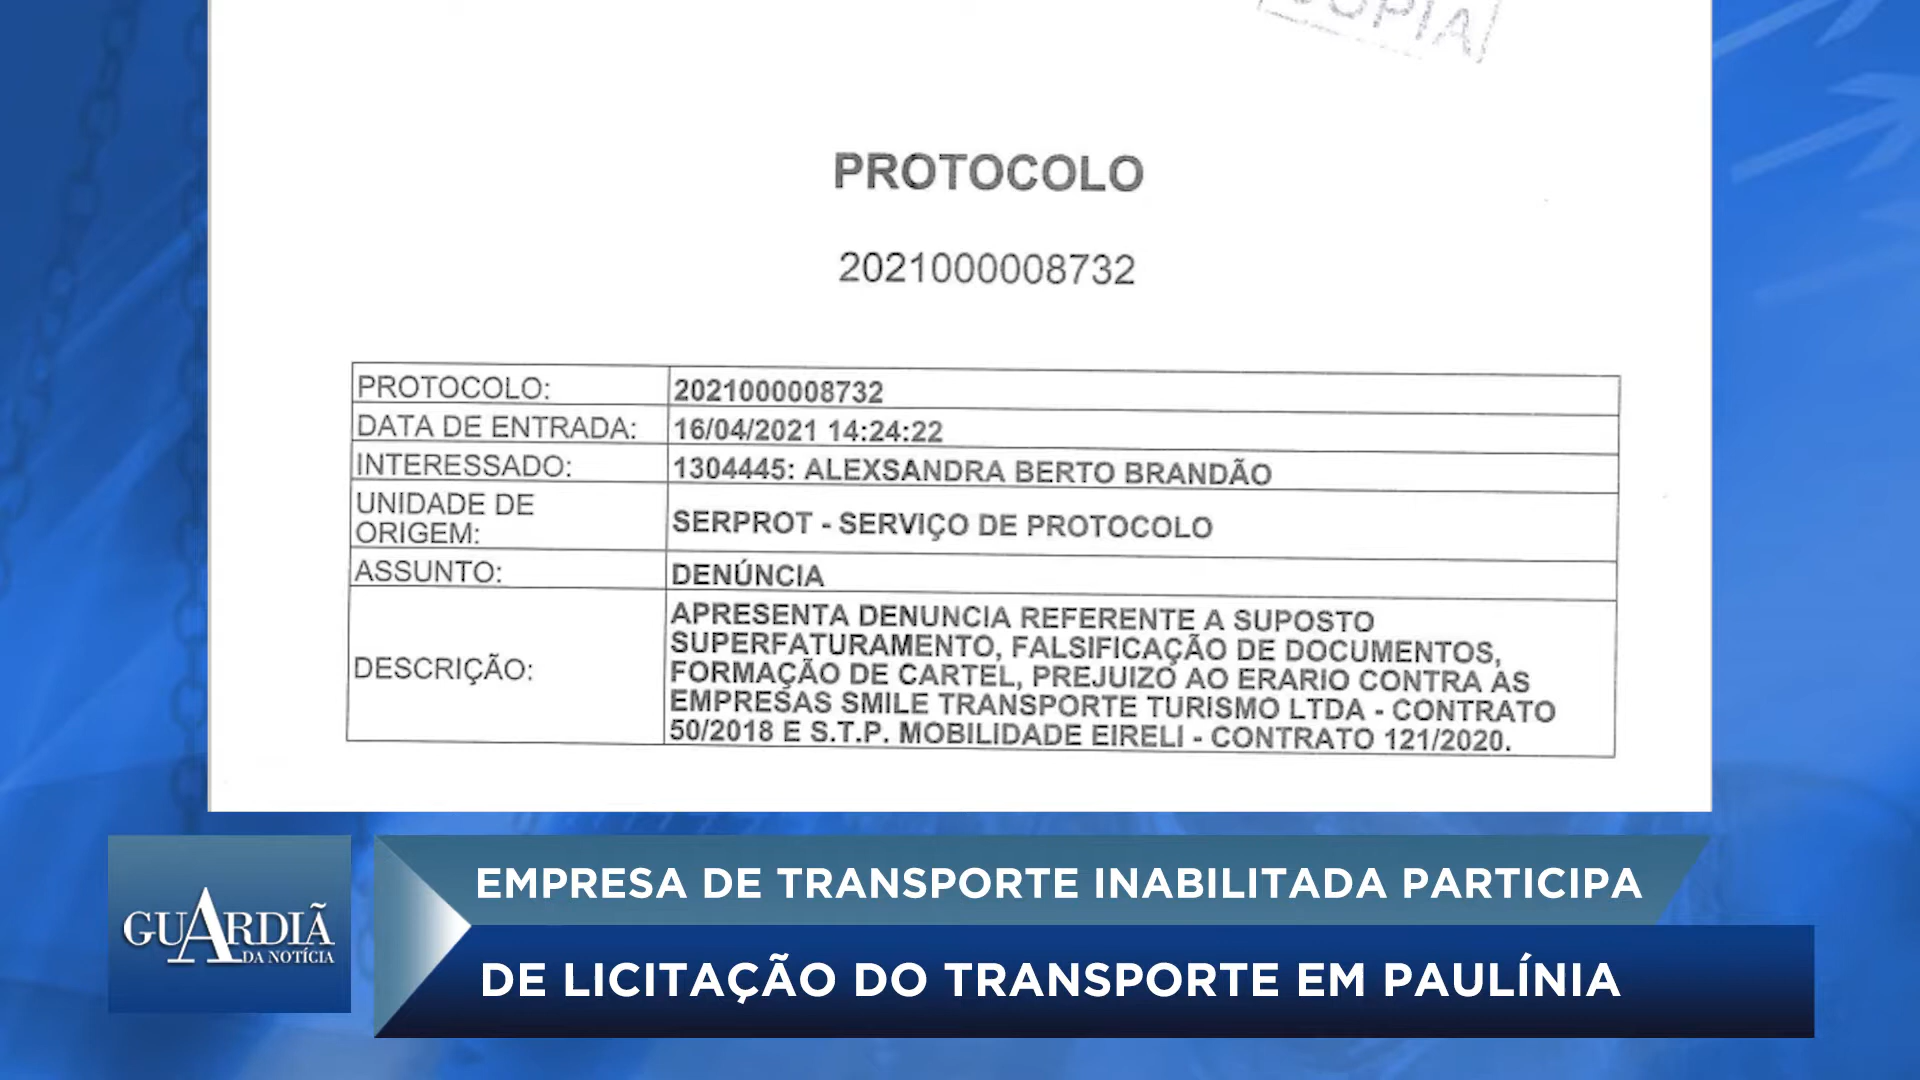 CÓPIA
PROTOCOLO
2021000008732
PROTOCOLO: 2021000008732
DATA DE ENTRADA: 16/04/2021 14:24:22
INTERESSADO: 1304445: ALEXSANDRA BERTO BRANDÃO
UNIDADE DE
ORIGEM: SERPROT - SERVIÇO DE PROTOCOLO
ASSUNTO: DENÚNCIA
DESCRIÇÃO:
APRESENTA DENUNCIA REFERENTE A SUPOSTO
SUPERFATURAMENTO, FALSIFICAÇÃO DE DOCUMENTOS,
FORMAÇÃO DE CARTEL, PREJUIZO AO ERARIO CONTRA AS
EMPRESAS SMILE TRANSPORTE TURISMO LTDA - CONTRATO
50/2018 E S.T.P. MOBILIDADE EIRELI - CONTRATO 121/2020.
EMPRESA DE TRANSPORTE INABILITADA PARTICIPA
DE LICITAÇÃO DO TRANSPORTE EM PAULÍNIA
GUARDIÃ
DA NOTÍCIA